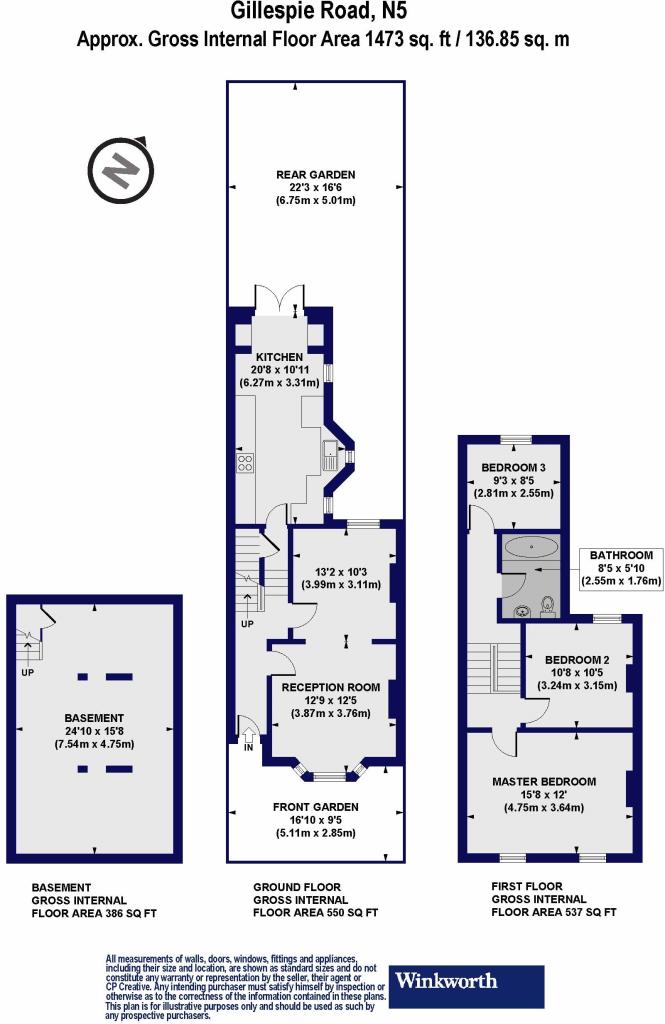 Gillespie Road, N5
Approx. Gross Internal Floor Area 1473 sq. ft / 136.85 sq. m
N
REAR GARDEN
22'3 x 16'6
(6.75m x 5.01m)
KITCHEN
20'8 x 10'11
(6.27m x 3.31m)
13'2 x 10'3
(3.99m x 3.11m)
UP
RECEPTION ROOM
12'9 x 12'5
(3.87m x 3.76m)
IN
FRONT GARDEN
16'10 x 9'5
(5.11m x 2.85m)
UP
BASEMENT
24'10 x 15'8
(7.54m x 4.75m)
BEDROOM 3
9'3 x 8'5
(2.81m x 2.55m)
BATHROOM
8'5 x 5'10
(2.55m x 1.76m)
BEDROOM 2
10'8 x 10'5
(3.24m x 3.15m)
MASTER BEDROOM
15'8 x 12'
(4.75m x 3.64m)
BASEMENT
GROSS INTERNAL
FLOOR AREA 386 SQ FT
GROUND FLOOR
GROSS INTERNAL
FLOOR AREA 550 SQ FT
FIRST FLOOR
GROSS INTERNAL
FLOOR AREA 537 SQ FT
All measurements of walls, doors, windows, fittings and appliances,
including their size and location, are shown as standard sizes and do not
constitute any warranty or representation by the seller, their agent or
CP Creative. Any intending purchaser must satisfy himself by inspection or
otherwise as to the correctness of the information contained in these plans.
This plan is for illustrative purposes only and should be used as such by
any prospective purchasers.
Winkworth